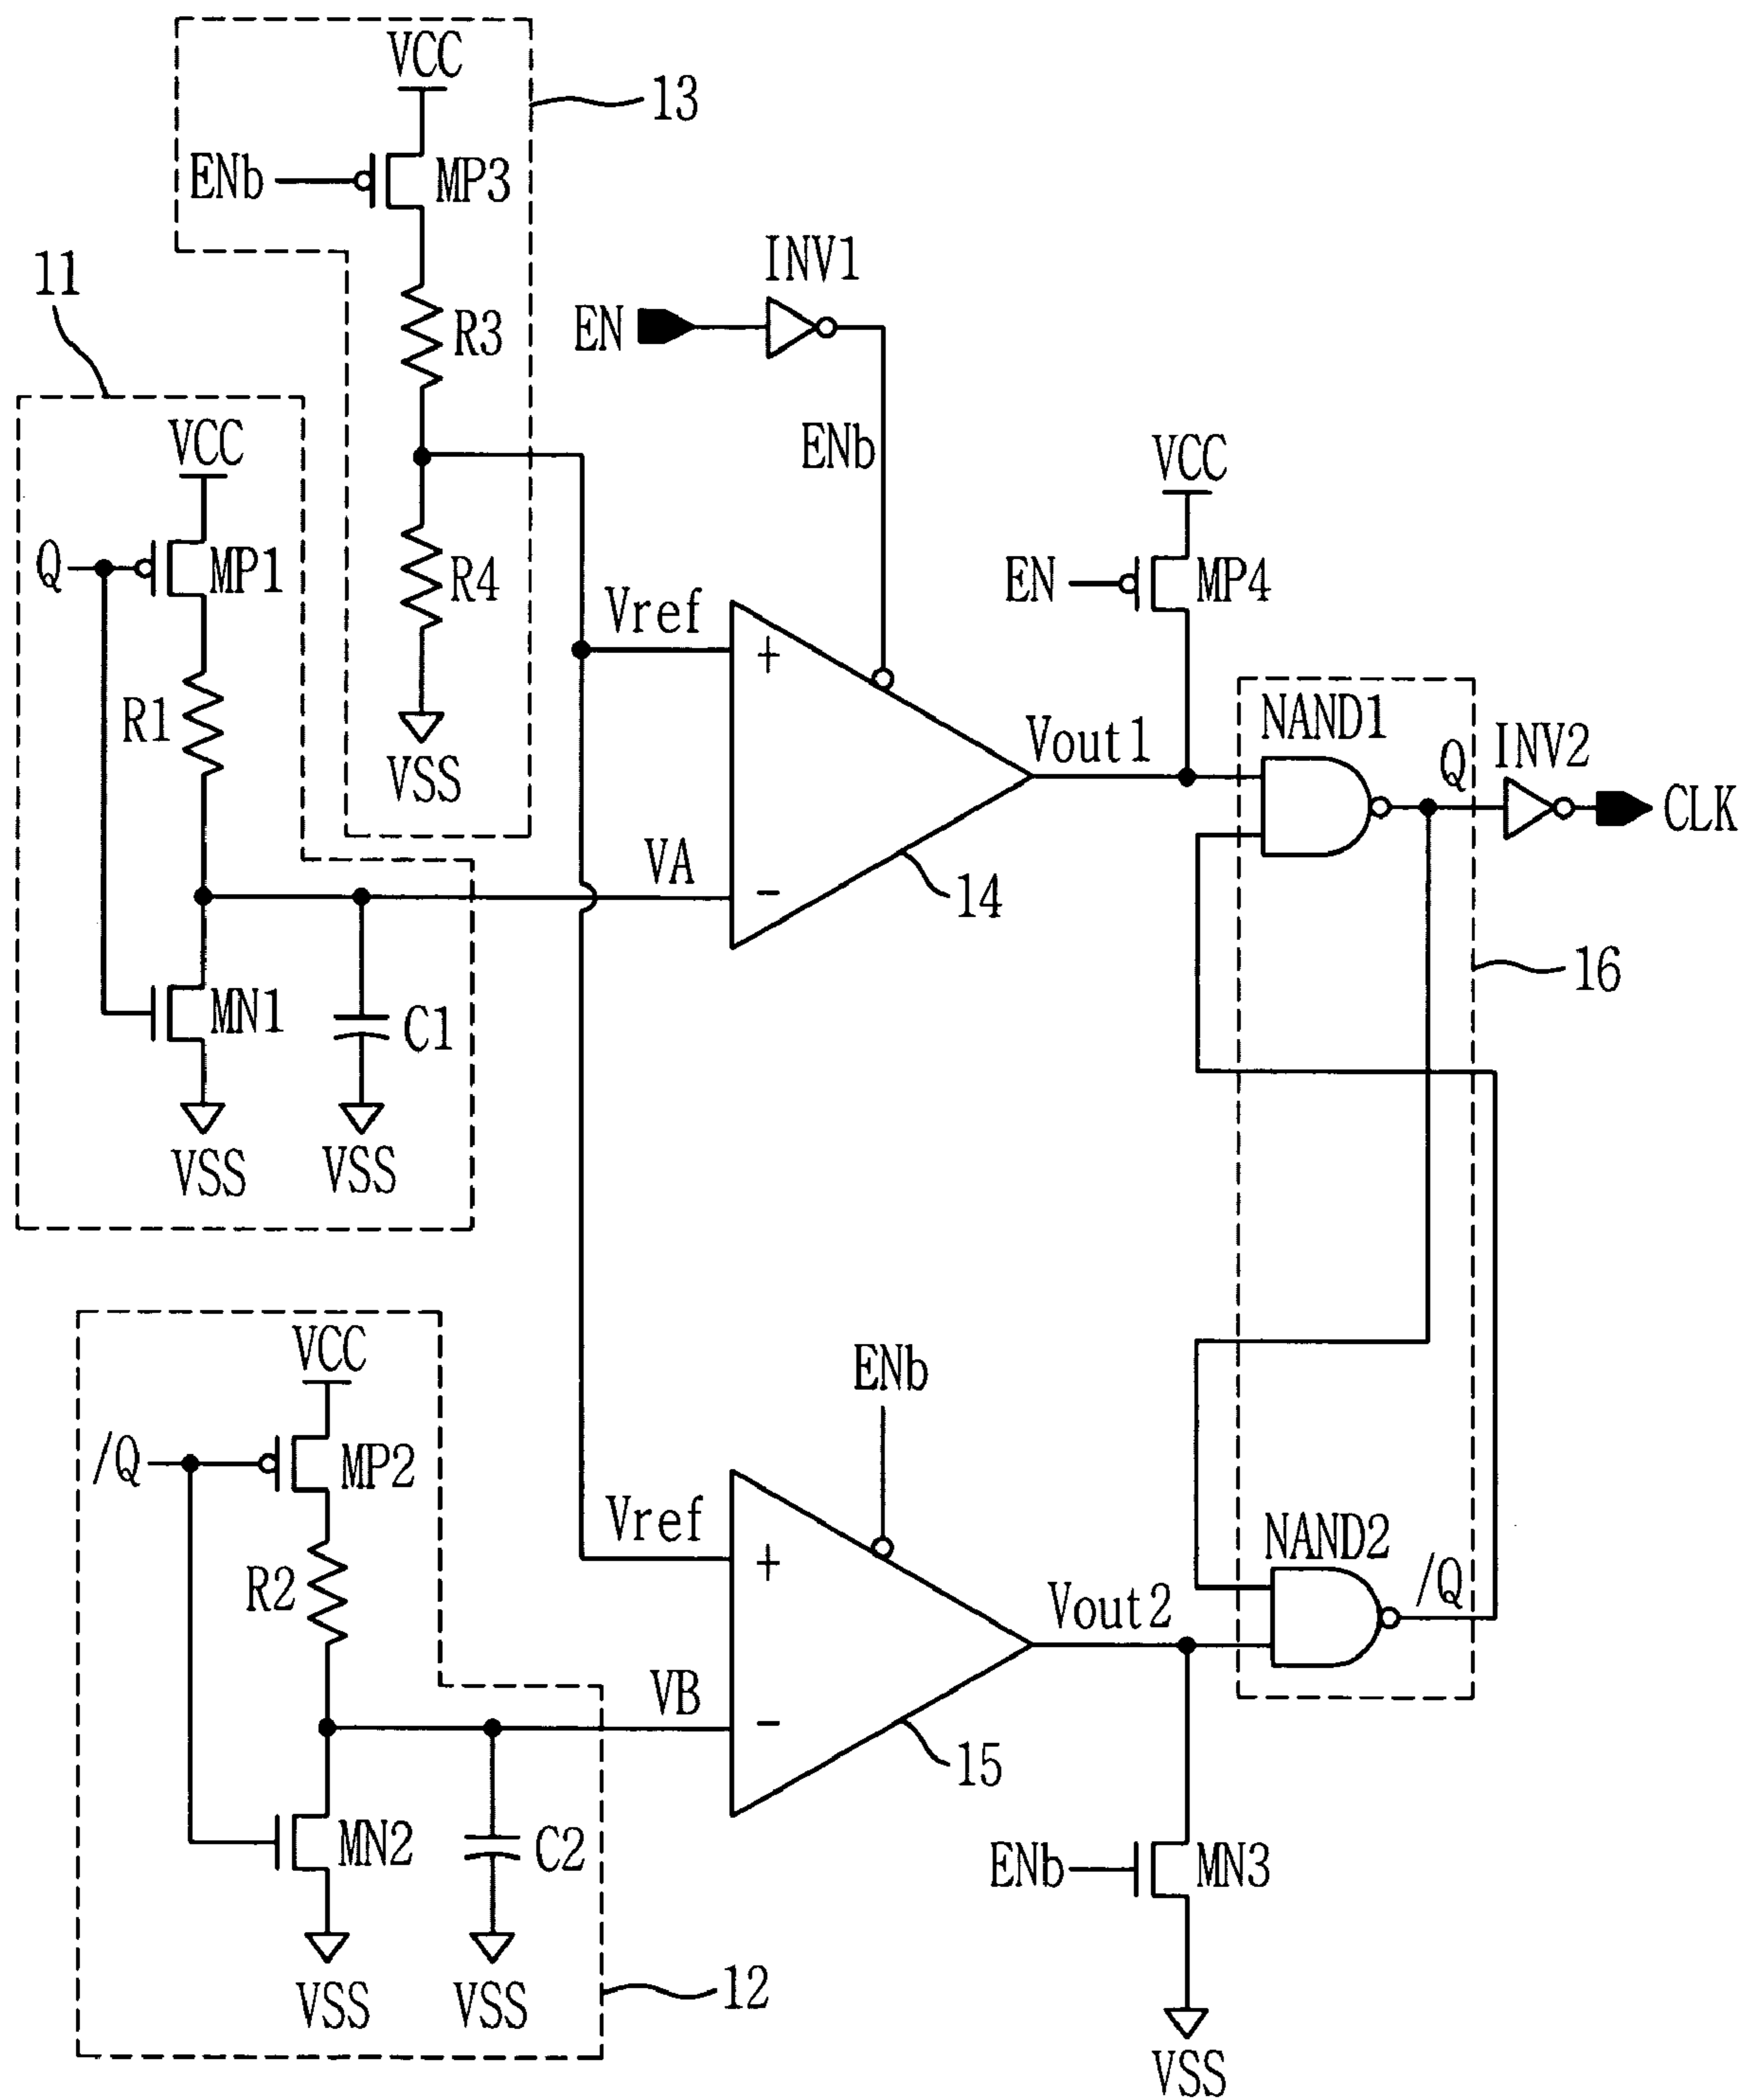 VCC
13
ENb
MP3
INV1
11
EN
R3
ENb
VCC
VCC
Q
MP1
EN
MP4
R4
Vref
+
R1
NAND1
Vout1
Q
INV2
VSS
CLK
VA
-
14
16
MN1
C1
VSS
VSS
VCC
ENb
/Q
MP2
Vref
+
NAND2
R2
/Q
Vout2
VB
-
15
MN2
C2
ENb
MN3
12
VSS
VSS
VSS